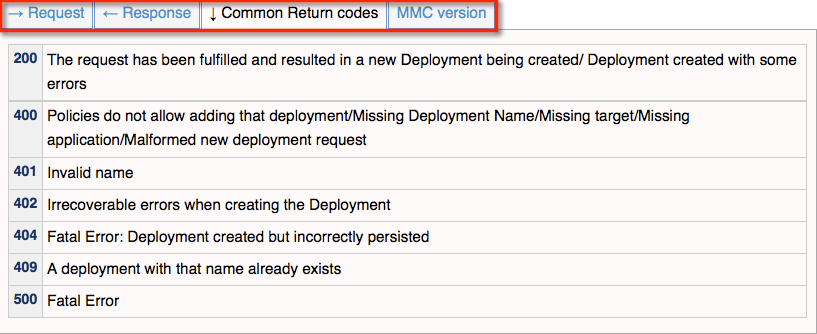 → Request ← Response ↓ Common Return codes MMC version
200 The request has been fulfilled and resulted in a new Deployment being created/ Deployment created with some
errors
400 Policies do not allow adding that deployment/Missing Deployment Name/Missing target/Missing
application/Malformed new deployment request
401 Invalid name
402 Irrecoverable errors when creating the Deployment
404 Fatal Error: Deployment created but incorrectly persisted
409 A deployment with that name already exists
500 Fatal Error